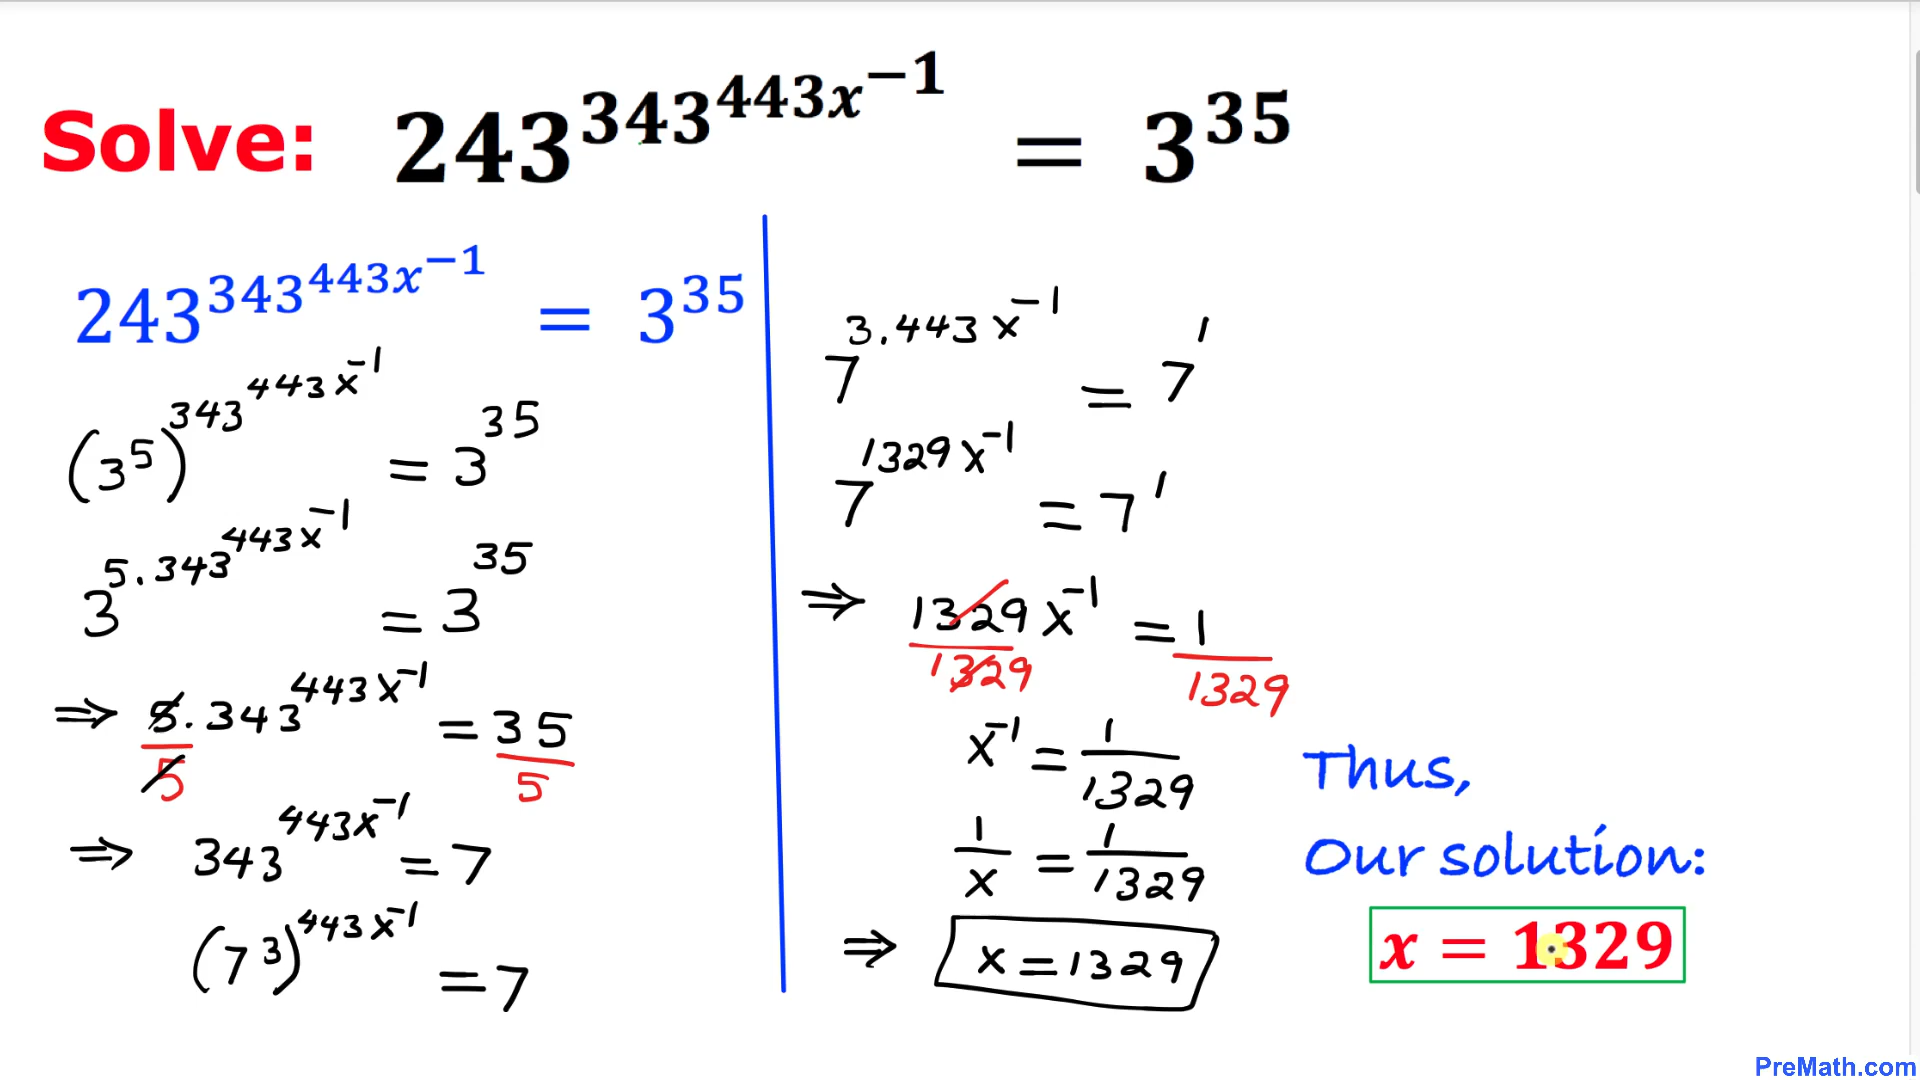 Solve: 243^343^443x^−1 = 3^35
243^343^443x^−1 = 3^35
(3^5)^343^443x^−1 = 3^35
3^5.343^443x^−1 = 3^35
⇒ 5.343^443x^−1 = 35
5 5
⇒ 343^443x^−1 = 7
(7^3)^443x^−1 = 7
7^3.443x^−1 = 7^1
7^1329x^−1 = 7^1
⇒ 1329x^−1 = 1
1329 1329
x^−1 = 1/1329
1/x = 1/1329
⇒ x = 1329
Thus,
Our solution:
x = 1329
PreMath.com